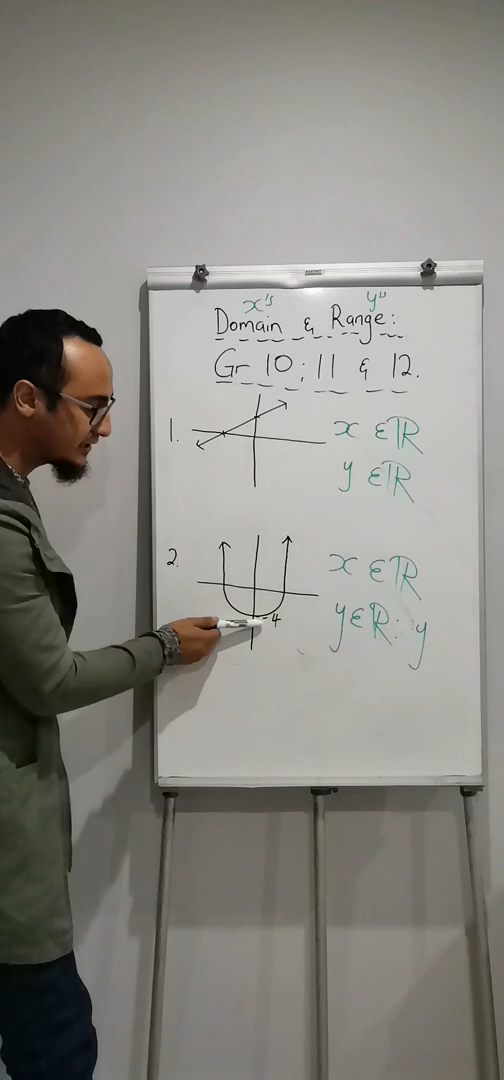 x's y's
Domain & Range:
Gr 10 ; 11 & 12.
1.
x ∈ ℝ
y ∈ ℝ
2.
x ∈ ℝ
-4
y ∈ ℝ : y